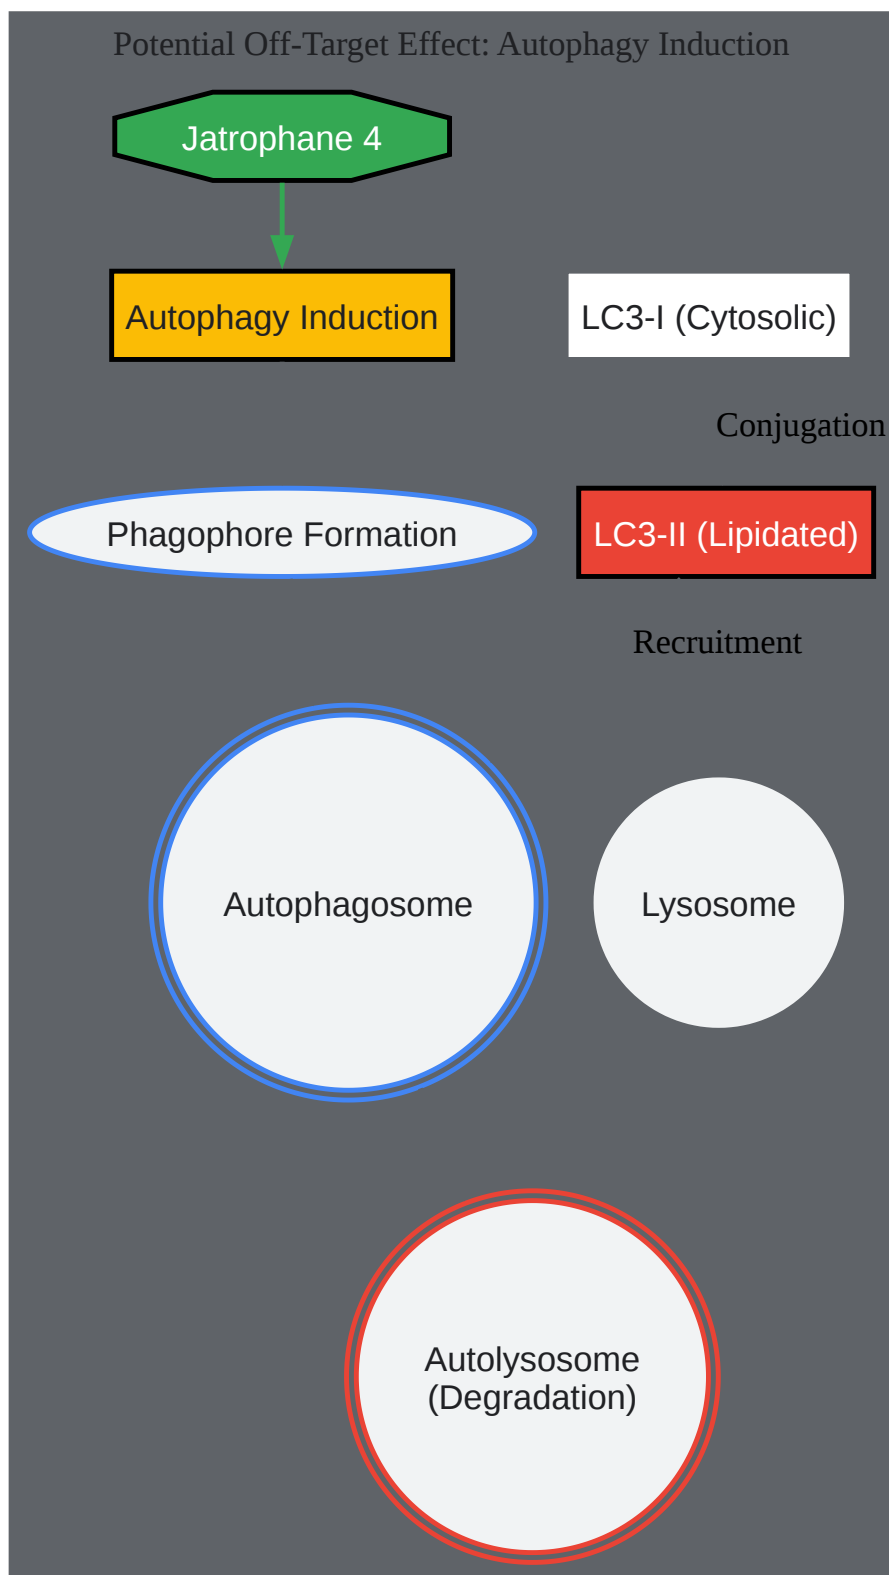 Potential Off-Target Effect: Autophagy Induction
Jatrophane 4
Autophagy Induction
LC3-I (Cytosolic)
Conjugation
Phagophore Formation
LC3-II (Lipidated)
Recruitment
Autophagosome
Lysosome
Autolysosome
(Degradation)